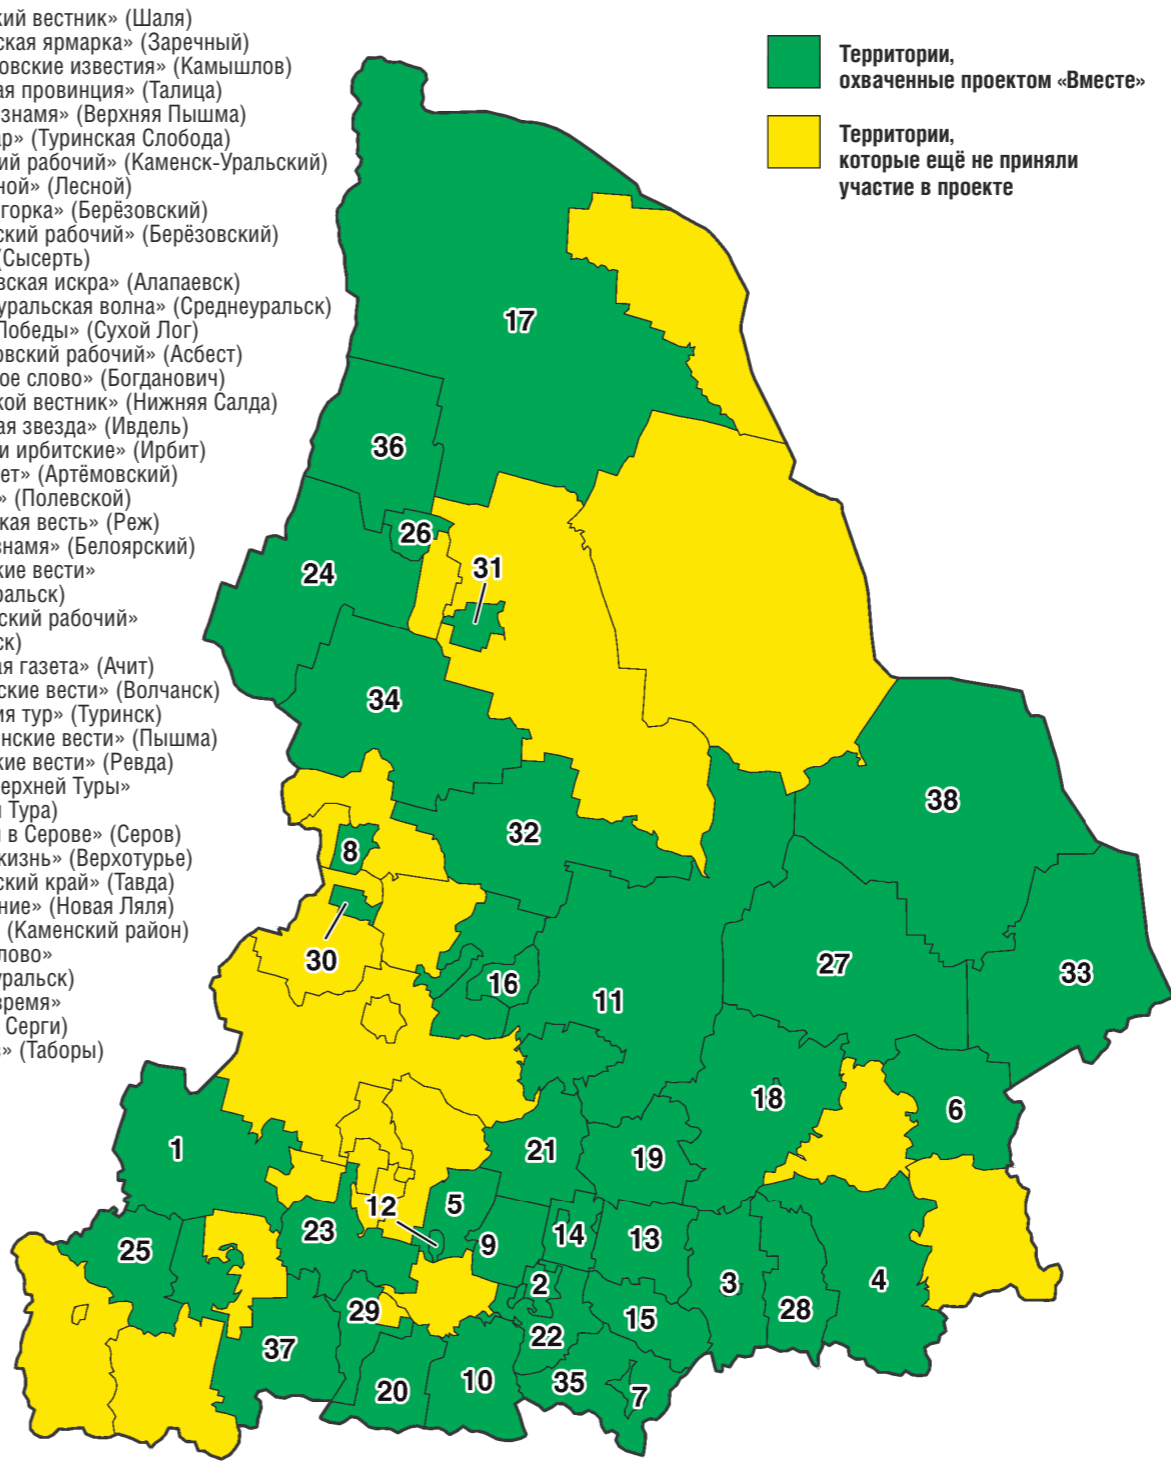 кий вестник» (Шаля)
ская ярмарка» (Заречный)
овские известия» (Камышлов)
ая провинция» (Талица)
знамя» (Верхняя Пышма)
ар» (Туринская Слобода)
кий рабочий» (Каменск-Уральский)
ной» (Лесной)
горка» (Берёзовский)
ский рабочий» (Берёзовский)
(Сысерть)
вская искра» (Алапаевск)
уральская волна» (Среднеуральск)
Победы» (Сухой Лог)
овский рабочий» (Асбест)
ое слово» (Богданович)
кой вестник» (Нижняя Салда)
ая звезда» (Ивдель)
и ирбитские» (Ирбит)
ет» (Артёмовский)
» (Полевской)
кая весть» (Реж)
знамя» (Белоярский)
кие вести»
ральск)
ский рабочий»
ск)
ая газета» (Ачит)
ские вести» (Волчанск)
ия тур» (Туринск)
нские вести» (Пышма)
кие вести» (Ревда)
ерхней Туры»
Тура)
в Серове» (Серов)
жизнь» (Верхотурье)
ский край» (Тавда)
ние» (Новая Ляля)
(Каменский район)
лово»
уральск)
время»
Серги)
» (Таборы)
Территории,
охваченные проектом «Вместе»
Территории,
которые ещё не приняли
участие в проекте
17
36
26
31
24
34
38
32
8
30
16
11
27
33
18
6
1
21
19
12
5
23
9
14
13
25
2
3
4
29
28
15
22
37
20
10
35
7